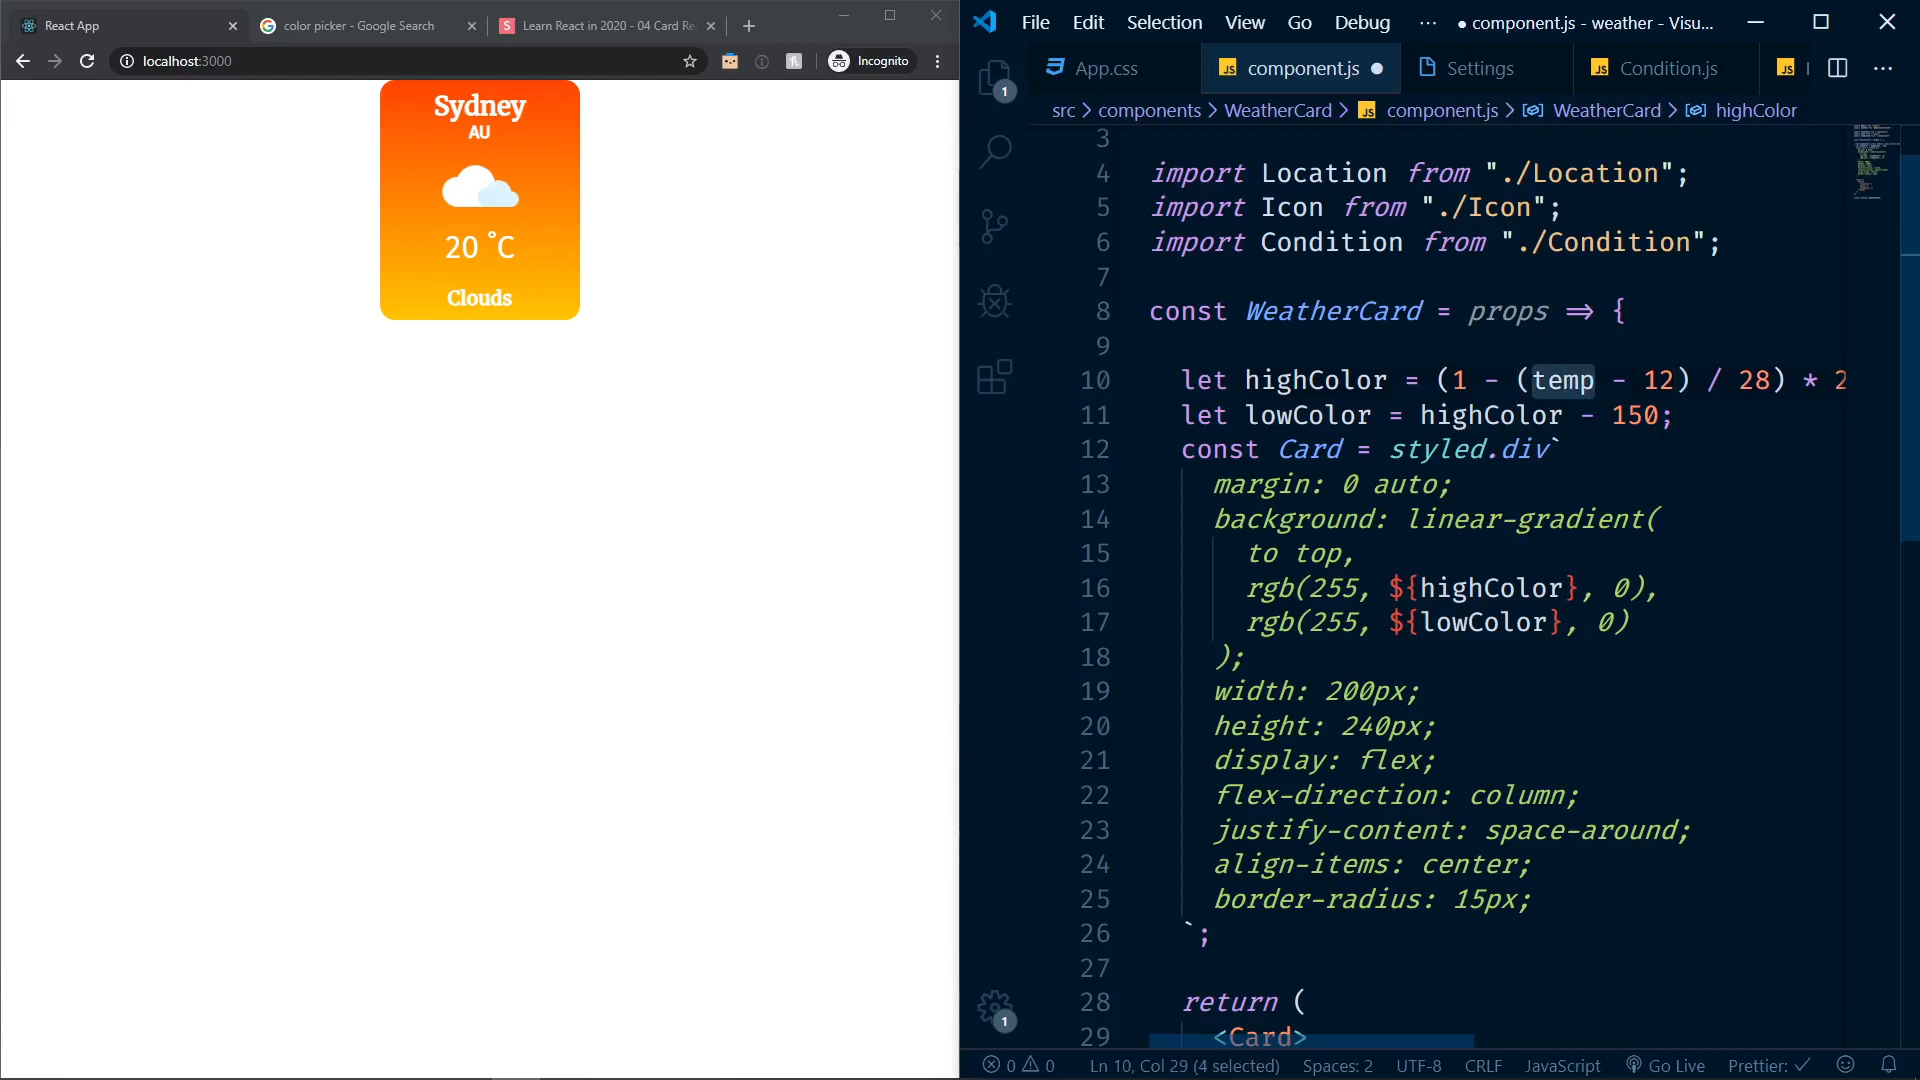 React App
color picker - Google Search
S
Learn React in 2020 - 04 Card Re
localhost:3000
Incognito
Sydney
AU
20 °C
Clouds
File Edit Selection View Go Debug ··· ● component.js - weather - Visu...
App.css
JS component.js ●
Settings
JS Condition.js
JS
1
src > components > WeatherCard > JS component.js > WeatherCard > highColor
3
4 import Location from "./Location";
5 import Icon from "./Icon";
6 import Condition from "./Condition";
7
8 const WeatherCard = props => {
9
10 let highColor = (1 - (temp - 12) / 28) * 2
11 let lowColor = highColor - 150;
12 const Card = styled.div`
13 margin: 0 auto;
14 background: linear-gradient(
15 to top,
16 rgb(255, ${highColor}, 0),
17 rgb(255, ${lowColor}, 0)
18 );
19 width: 200px;
20 height: 240px;
21 display: flex;
22 flex-direction: column;
23 justify-content: space-around;
24 align-items: center;
25 border-radius: 15px;
26 `;
27
28 return (
29 <Card>
1
0 0 Ln 10, Col 29 (4 selected) Spaces: 2 UTF-8 CRLF JavaScript Go Live Prettier: ✓